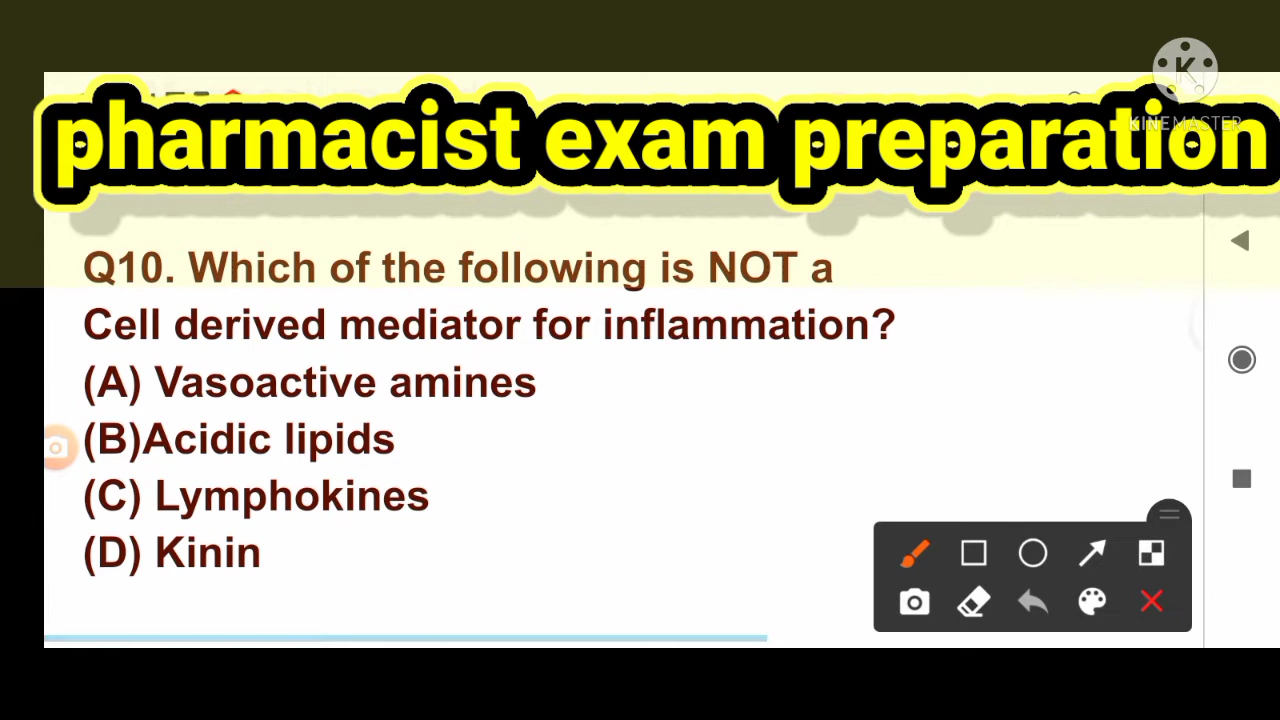 KINEMASTER
pharmacist exam preparation
Q10. Which of the following is NOT a
Cell derived mediator for inflammation?
(A) Vasoactive amines
(B)Acidic lipids
(C) Lymphokines
(D) Kinin